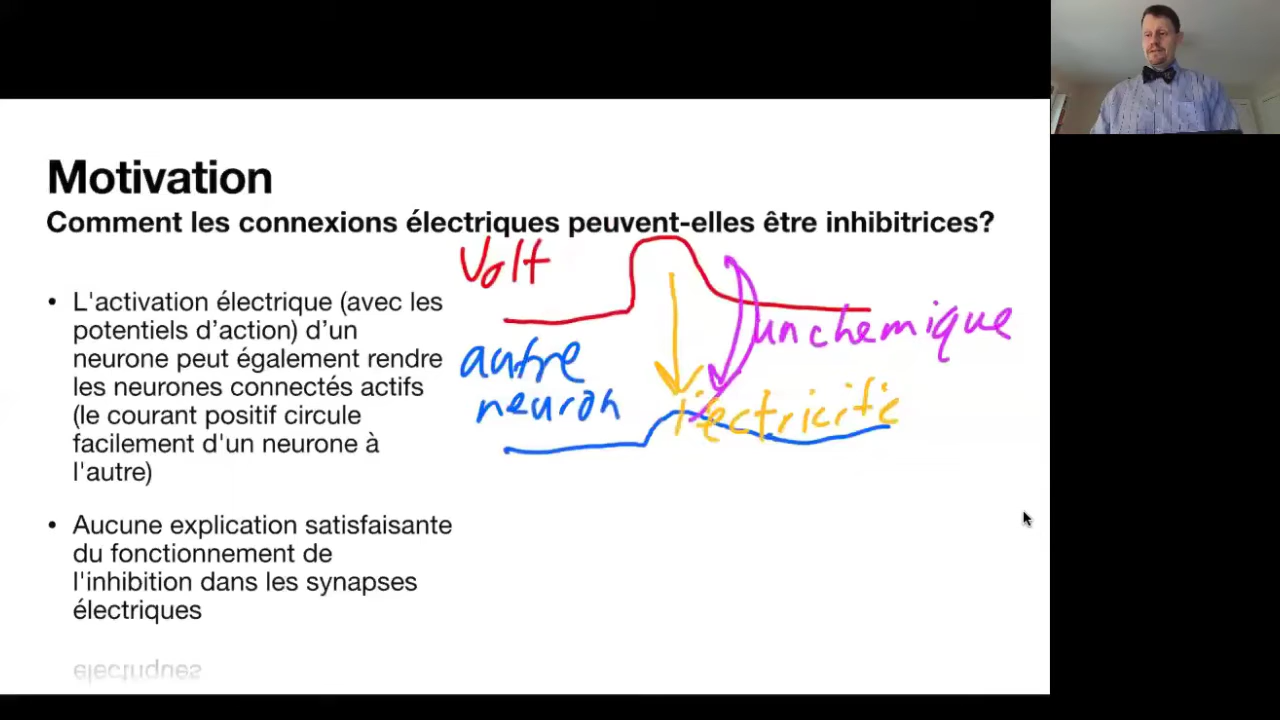 Motivation
Comment les connexions électriques peuvent-elles être inhibitrices?
Volt
un chemique
autre
neuron
l'éctricité
• L'activation électrique (avec les
potentiels d'action) d'un
neurone peut également rendre
les neurones connectés actifs
(le courant positif circule
facilement d'un neurone à
l'autre)
• Aucune explication satisfaisante
du fonctionnement de
l'inhibition dans les synapses
électriques